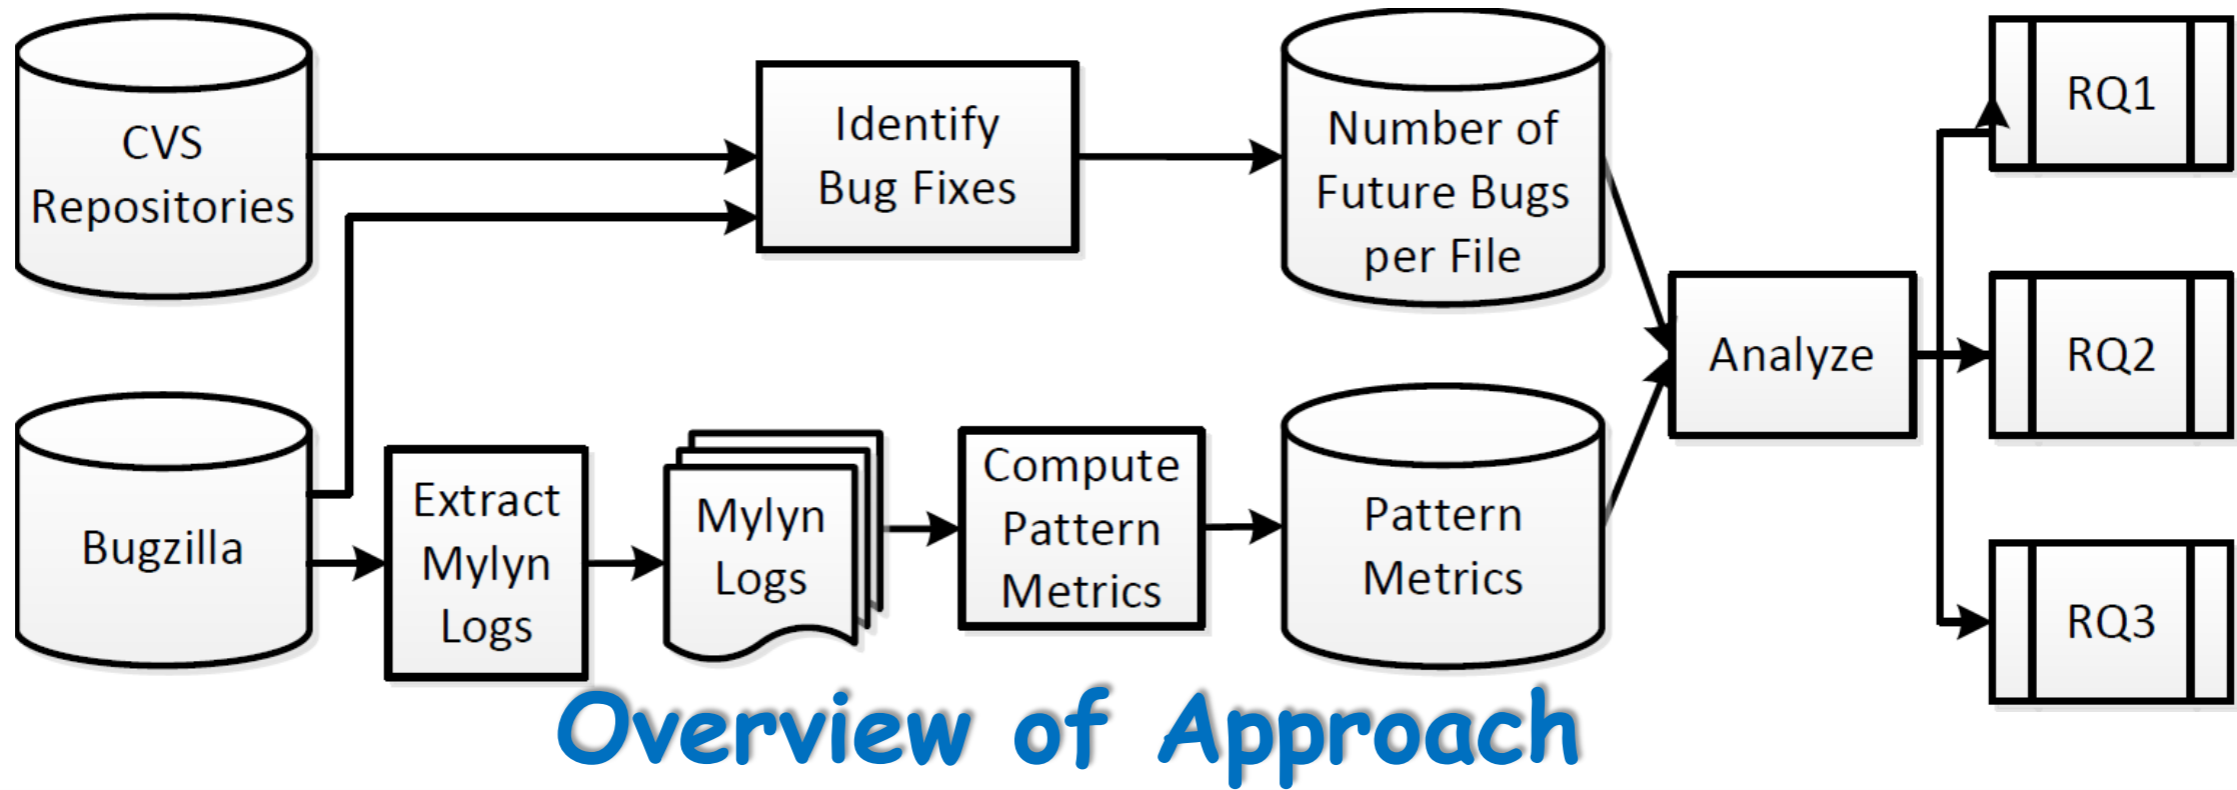 CVS
Repositories
Identify
Bug Fixes
Number of
Future Bugs
per File
RQ1
Analyze
RQ2
Bugzilla
Extract
Mylyn
Logs
Mylyn
Logs
Compute
Pattern
Metrics
Pattern
Metrics
RQ3
Overview of Approach